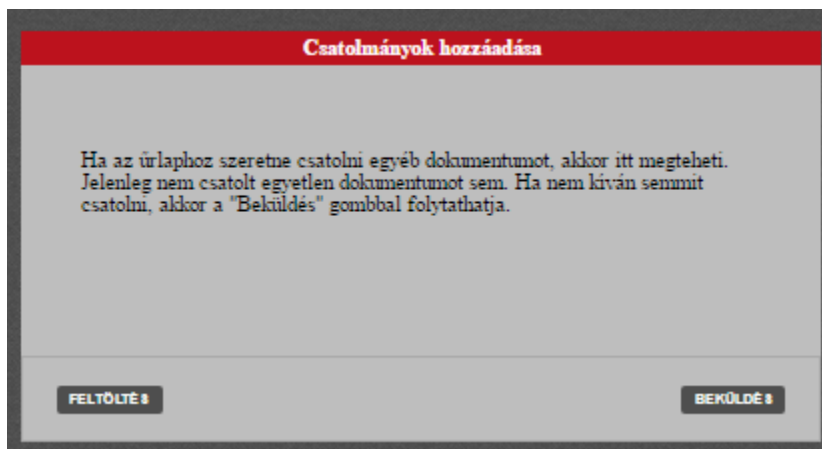 Csatolmányok hozzáadása
Ha az űrlaphoz szeretne csatolni egyéb dokumentumot, akkor itt megteheti.
Jelenleg nem csatolt egyetlen dokumentumot sem. Ha nem kíván semmit
csatolni, akkor a "Beküldés" gombbal folytathatja.
FELTÖLTÉS
BEKÜLDÉS